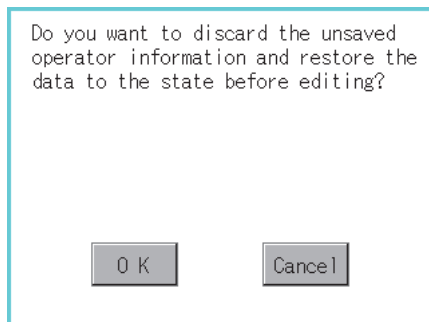 Do you want to discard the unsaved
operator information and restore the
data to the state before editing?
O K
Cancel